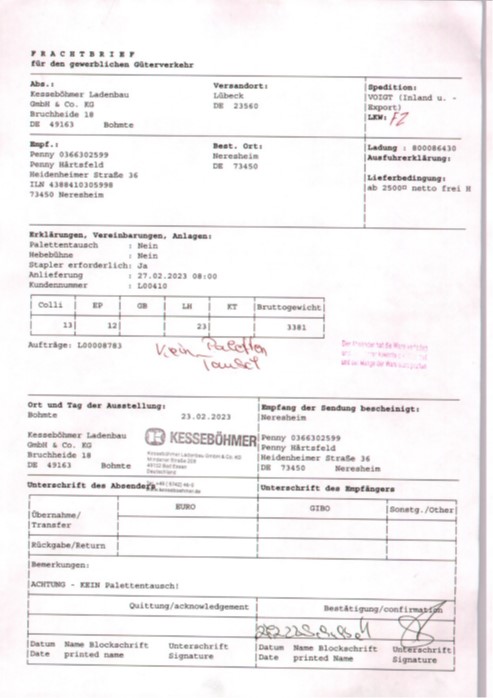 FRACHTBRIEF
für den gewerblichen Güterverkehr
Abs.: Versandort: Spedition:
Kesseböhmer Ladenbau Lübeck VOIGT (Inland u. -
GmbH & Co. KG DE 23560 Export)
Bruchheide 18 LKW: FZ
DE 49163 Bohmte
Empf.: Best. Ort: Ladung : 800086430
Penny 0366302599 Neresheim Ausfuhrerklärung:
Penny Härtsfeld DE 73450
Heidenheimer Straße 36 Lieferbedingung:
ILN 4388410305998 ab 2500 netto frei H
73450 Neresheim
Erklärungen, Vereinbarungen, Anlagen:
Palettentausch : Nein
Hebebühne : Nein
Stapler erforderlich: Ja
Anlieferung : 27.02.2023 08:00
Kundennummer : L00410
Colli EP GB LH KT Bruttogewicht
13 12 23 3381
Aufträge: L00008783
Kein Paletten
Tausch
Ort und Tag der Ausstellung: Empfang der Sendung bescheinigt:
Bohmte 23.02.2023 Neresheim
Kesseböhmer Ladenbau KESSEBÖHMER Penny 0366302599
GmbH & Co. KG Penny Härtsfeld
Bruchheide 18 Heidenheimer Straße 36
DE 49163 Bohmte DE 73450 Neresheim
Kesseböhmer Ladenbau GmbH & Co. KG
Mindener Straße 208
49152 Bad Essen
Deutschland
Unterschrift des Absenders Unterschrift des Empfängers
EURO GIBO Sonstg./Other
Übernahme/
Transfer
Rückgabe/Return
Bemerkungen:
ACHTUNG - KEIN Palettentausch!
Quittung/acknowledgement Bestätigung/confirmation
Datum Name Blockschrift Unterschrift Datum Name Blockschrift Unterschrift
Date printed name Signature Date printed Name Signature